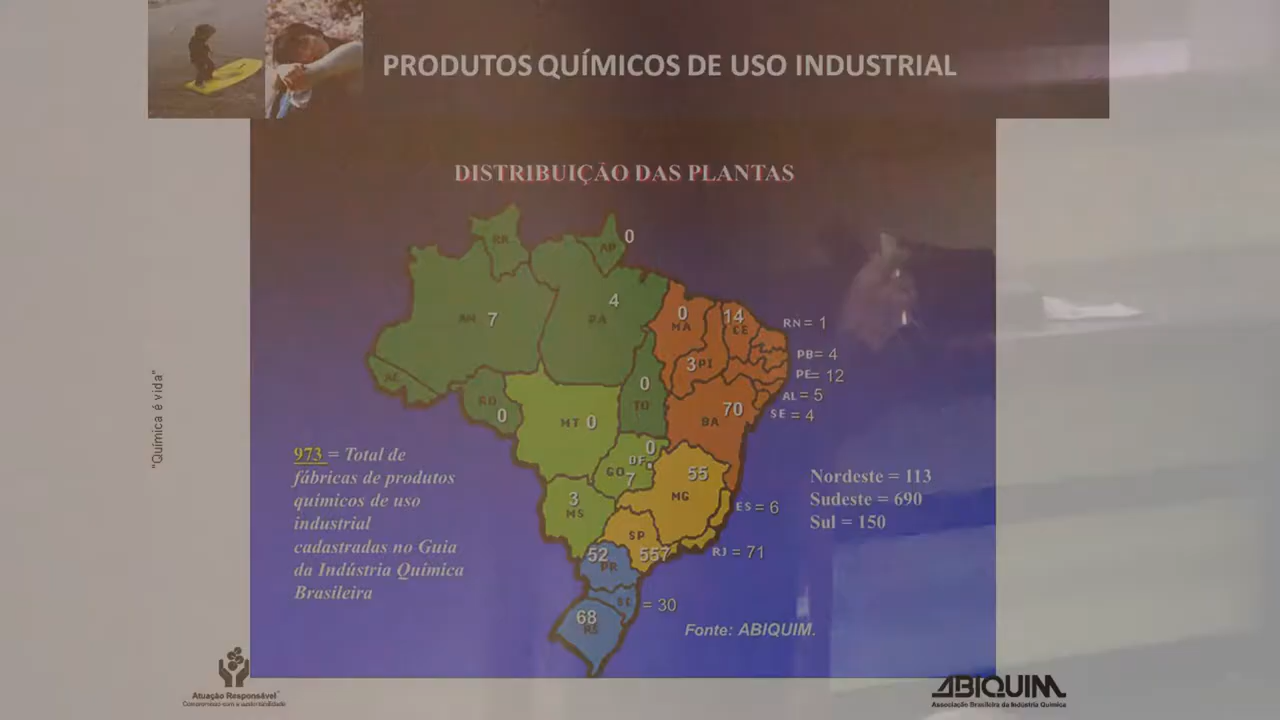 PRODUTOS QUÍMICOS DE USO INDUSTRIAL
DISTRIBUIÇÃO DAS PLANTAS
RR
AP
0
AM 7
4
PA
0
MA
14
CE
RN = 1
3 PI
PB= 4
PE= 12
AL = 5
SE = 4
0
TO
RO
0
MT 0
70
BA
"Química é vida"
973 = Total de
fábricas de produtos
químicos de uso
industrial
cadastradas no Guia
da Indústria Química
Brasileira
0
DF
GO
7
55
MG
Nordeste = 113
Sudeste = 690
Sul = 150
3
MS
ES = 6
SP
557
RJ = 71
52
PR
SC = 30
68
RS
Fonte: ABIQUIM.
Atuação Responsável
Compromisso com a sustentabilidade
ABIQUIM
Associação Brasileira da Indústria Química